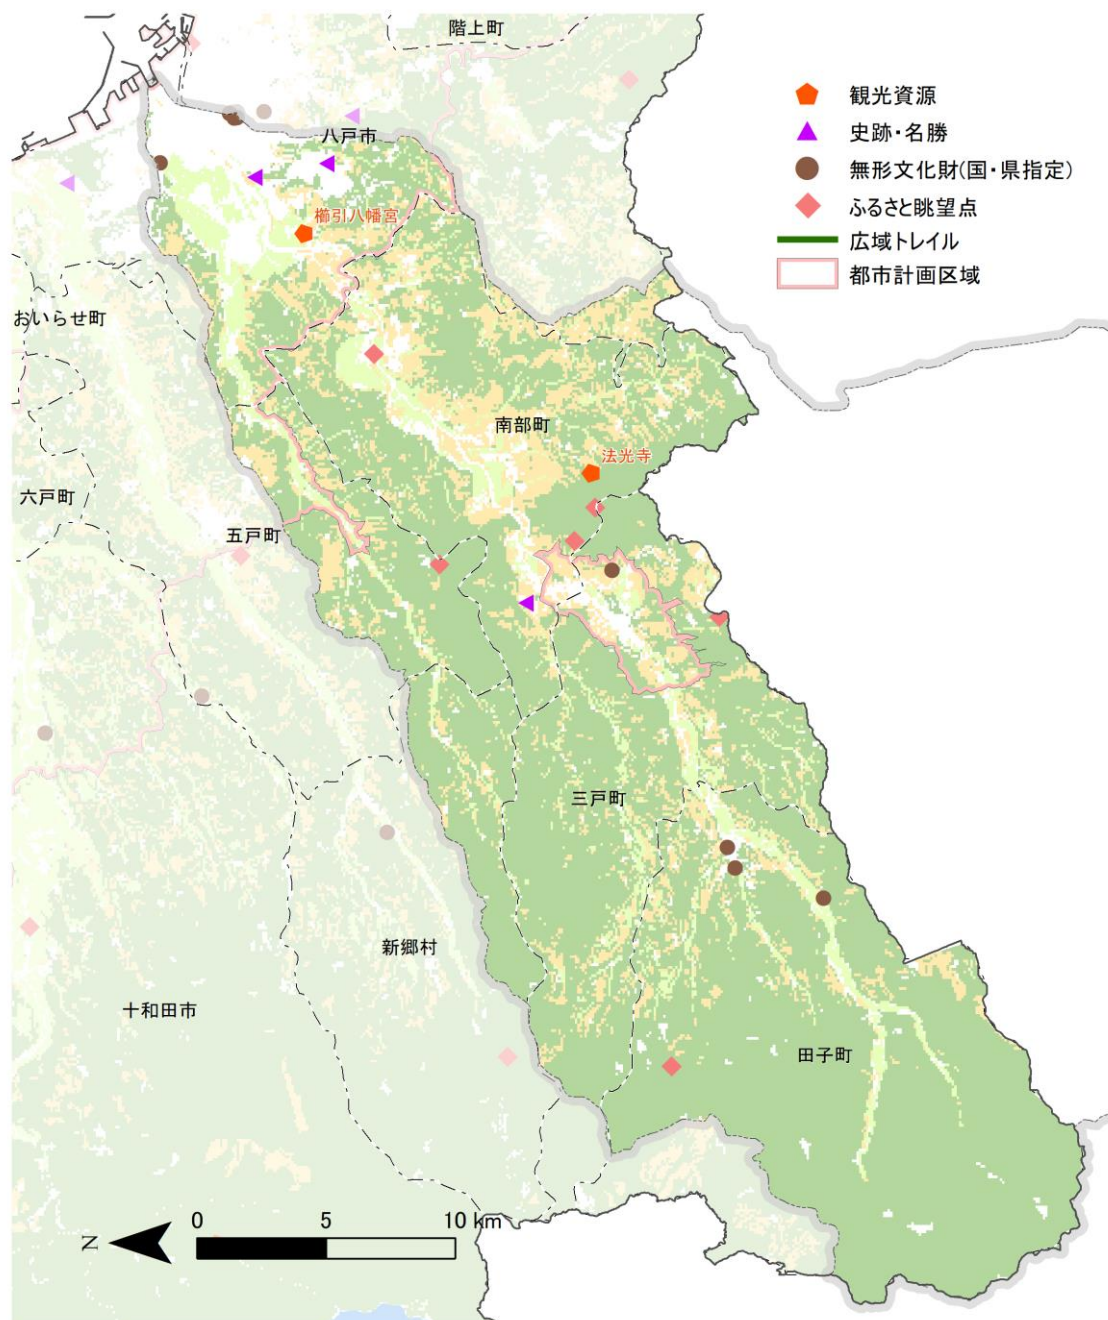 階上町
観光資源
史跡・名勝
無形文化財(国・県指定)
ふるさと眺望点
広域トレイル
都市計画区域
八戸市
櫛引八幡宮
おいらせ町
南部町
法光寺
六戸町
五戸町
三戸町
新郷村
十和田市
田子町
0 5 10 km
N